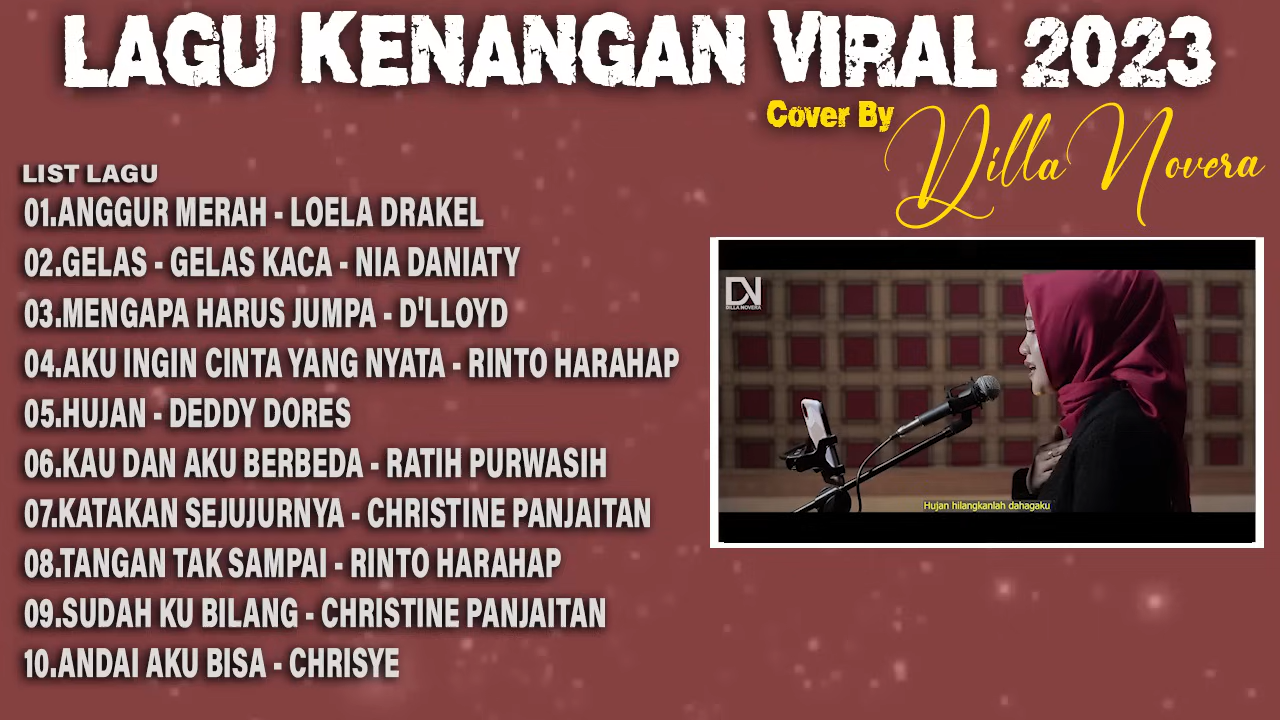 LAGU KENANGAN VIRAL 2023
Cover By Dilla Novera
LIST LAGU
01.ANGGUR MERAH - LOELA DRAKEL
02.GELAS - GELAS KACA - NIA DANIATY
03.MENGAPA HARUS JUMPA - D'LLOYD
04.AKU INGIN CINTA YANG NYATA - RINTO HARAHAP
05.HUJAN - DEDDY DORES
06.KAU DAN AKU BERBEDA - RATIH PURWASIH
07.KATAKAN SEJUJURNYA - CHRISTINE PANJAITAN
08.TANGAN TAK SAMPAI - RINTO HARAHAP
09.SUDAH KU BILANG - CHRISTINE PANJAITAN
10.ANDAI AKU BISA - CHRISYE
DN
DILLA NOVERA
Hujan hilangkanlah dahagaku